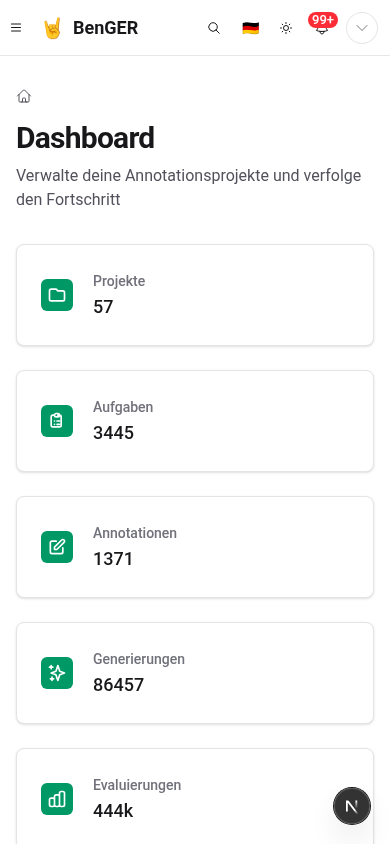 BenGER
99+
Dashboard
Verwalte deine Annotationsprojekte und verfolge
den Fortschritt
Projekte
57
Aufgaben
3445
Annotationen
1371
Generierungen
86457
Evaluierungen
444k
N